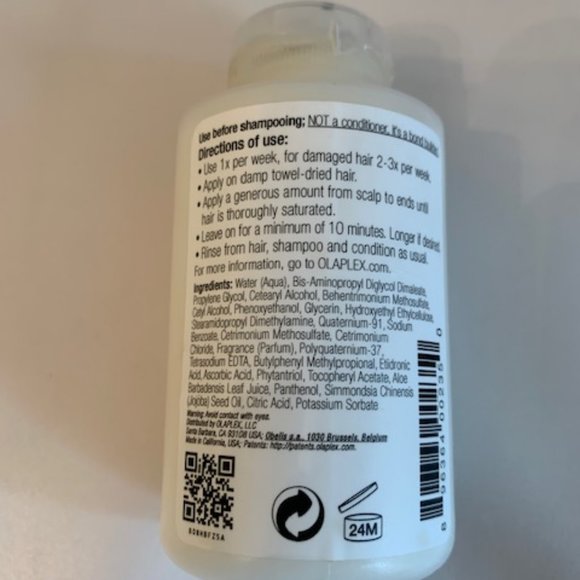 Use before shampooing; NOT a conditioner, it's a bond builder
Directions of use:
• Use 1x per week, for damaged hair 2-3x per week.
• Apply on damp towel-dried hair.
• Apply a generous amount from scalp to ends until
hair is thoroughly saturated.
• Leave on for a minimum of 10 minutes. Longer if desired.
• Rinse from hair, shampoo and condition as usual.
For more information, go to OLAPLEX.com.
Ingredients: Water (Aqua), Bis-Aminopropyl Diglycol Dimaleate,
Propylene Glycol, Cetearyl Alcohol, Behentrimonium Methosulfate,
Cetyl Alcohol, Phenoxyethanol, Glycerin, Hydroxyethyl Ethylcellulose,
Stearamidopropyl Dimethylamine, Quaternium-91, Sodium
Benzoate, Cetrimonium Methosulfate, Cetrimonium
Chloride, Fragrance (Parfum), Polyquaternium-37,
Tetrasodium EDTA, Butylphenyl Methylpropional, Etidronic
Acid, Ascorbic Acid, Phytantriol, Tocopheryl Acetate, Aloe
Barbadensis Leaf Juice, Panthenol, Simmondsia Chinensis
(Jojoba) Seed Oil, Citric Acid, Potassium Sorbate
Warning: Avoid contact with eyes.
Distributed by OLAPLEX, LLC
Santa Barbara, CA 93108 USA; Obelis s.a., 1030 Brussels, Belgium
Made in California, USA; Patents: http://patents.olaplex.com.
24M
8 96364 00235 0